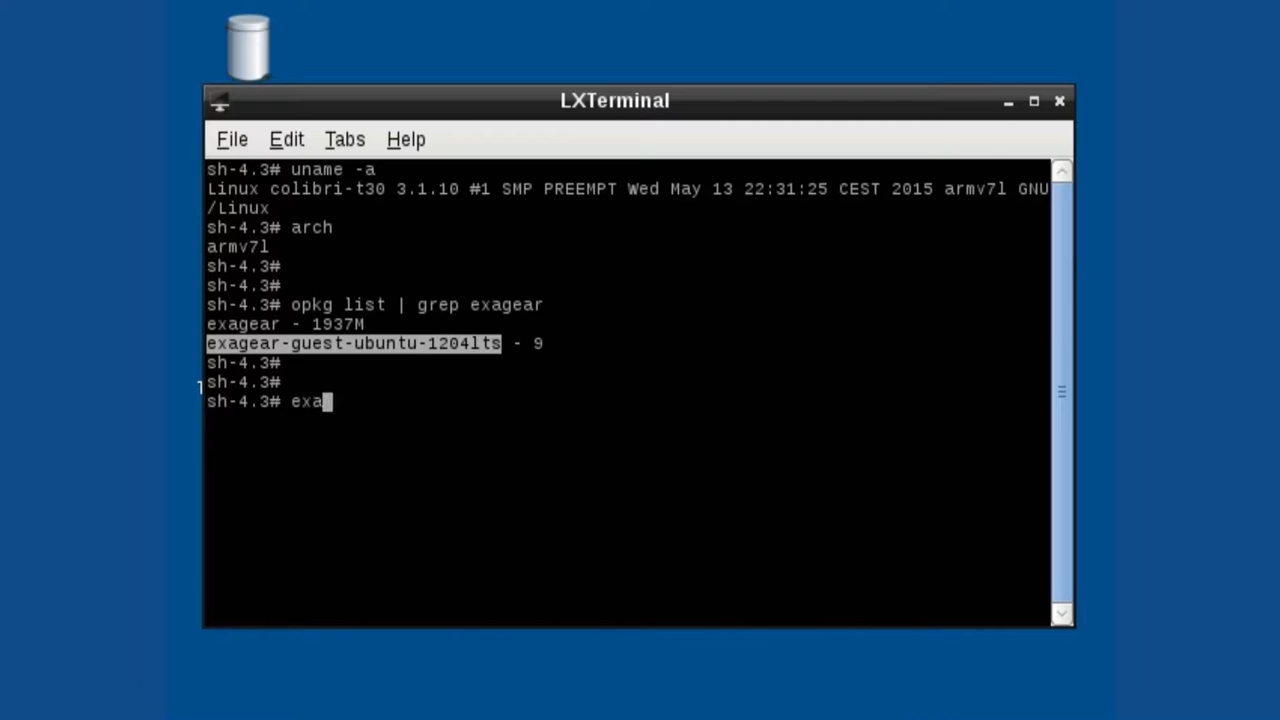 LXTerminal
File Edit Tabs Help
sh-4.3# uname -a
Linux colibri-t30 3.1.10 #1 SMP PREEMPT Wed May 13 22:31:25 CEST 2015 armv7l GNU
/Linux
sh-4.3# arch
armv7l
sh-4.3#
sh-4.3#
sh-4.3# opkg list | grep exagear
exagear - 1937M
exagear-guest-ubuntu-1204lts - 9
sh-4.3#
sh-4.3#
sh-4.3# exa